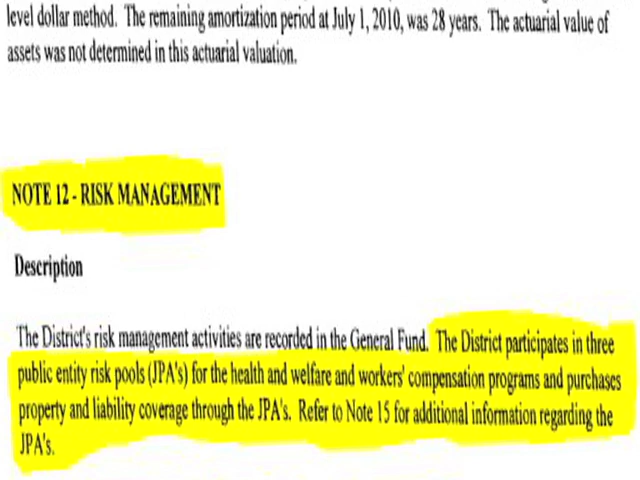 level dollar method. The remaining amortization period at July 1, 2010, was 28 years. The actuarial value of
assets was not determined in this actuarial valuation.
NOTE 12 - RISK MANAGEMENT
Description
The District's risk management activities are recorded in the General Fund. The District participates in three
public entity risk pools (JPA's) for the health and welfare and workers' compensation programs and purchases
property and liability coverage through the JPA's. Refer to Note 15 for additional information regarding the
JPA's.